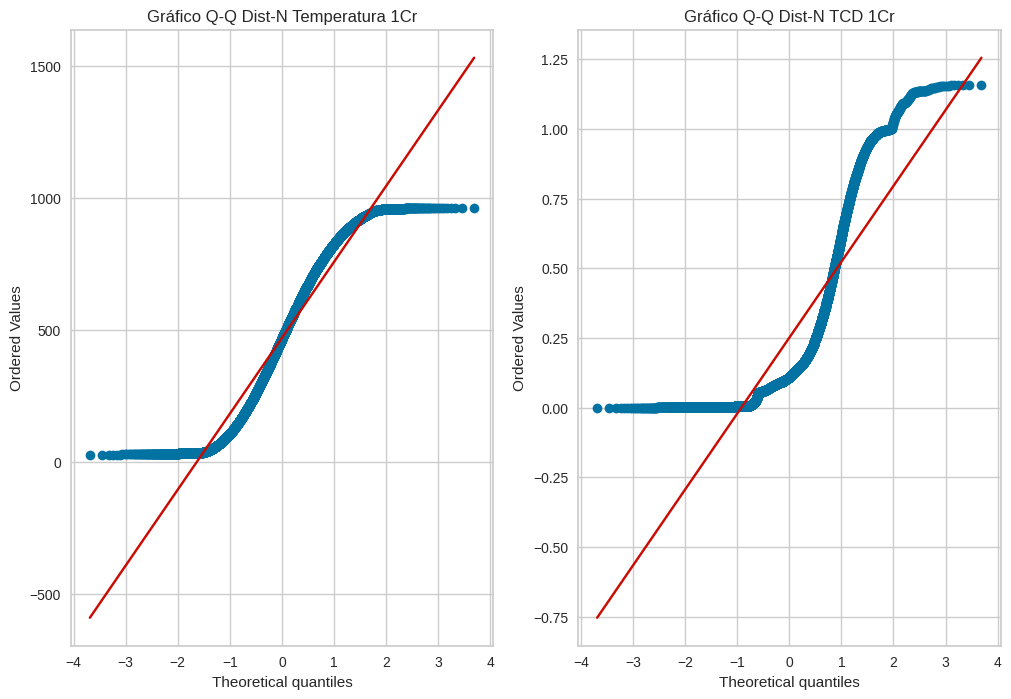 Gráfico Q-Q Dist-N Temperatura 1Cr
1500
1000
500
0
−500
Ordered Values
−4 −3 −2 −1 0 1 2 3 4
Theoretical quantiles
Gráfico Q-Q Dist-N TCD 1Cr
1.25
1.00
0.75
0.50
0.25
0.00
−0.25
−0.50
−0.75
Ordered Values
−4 −3 −2 −1 0 1 2 3 4
Theoretical quantiles